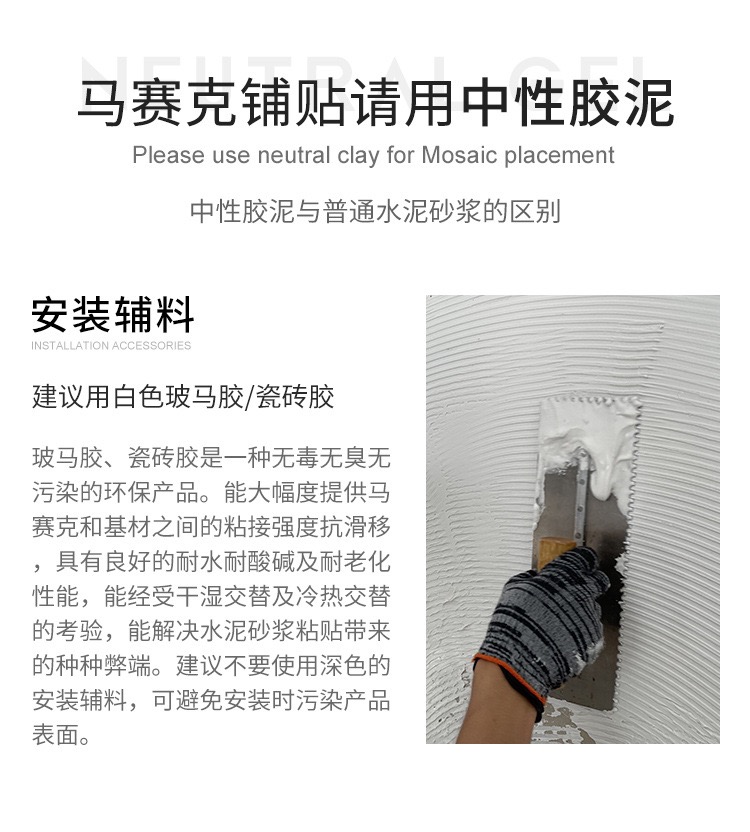 NEUTRAL GEL
马赛克铺贴请用中性胶泥
Please use neutral clay for Mosaic placement
中性胶泥与普通水泥砂浆的区别
安装辅料
INSTALLATION ACCESSORIES
建议用白色玻马胶/瓷砖胶
玻马胶、瓷砖胶是一种无毒无臭无
污染的环保产品。能大幅度提供马
赛克和基材之间的粘接强度抗滑移
，具有良好的耐水耐酸碱及耐老化
性能，能经受干湿交替及冷热交替
的考验，能解决水泥砂浆粘贴带来
的种种弊端。建议不要使用深色的
安装辅料，可避免安装时污染产品
表面。